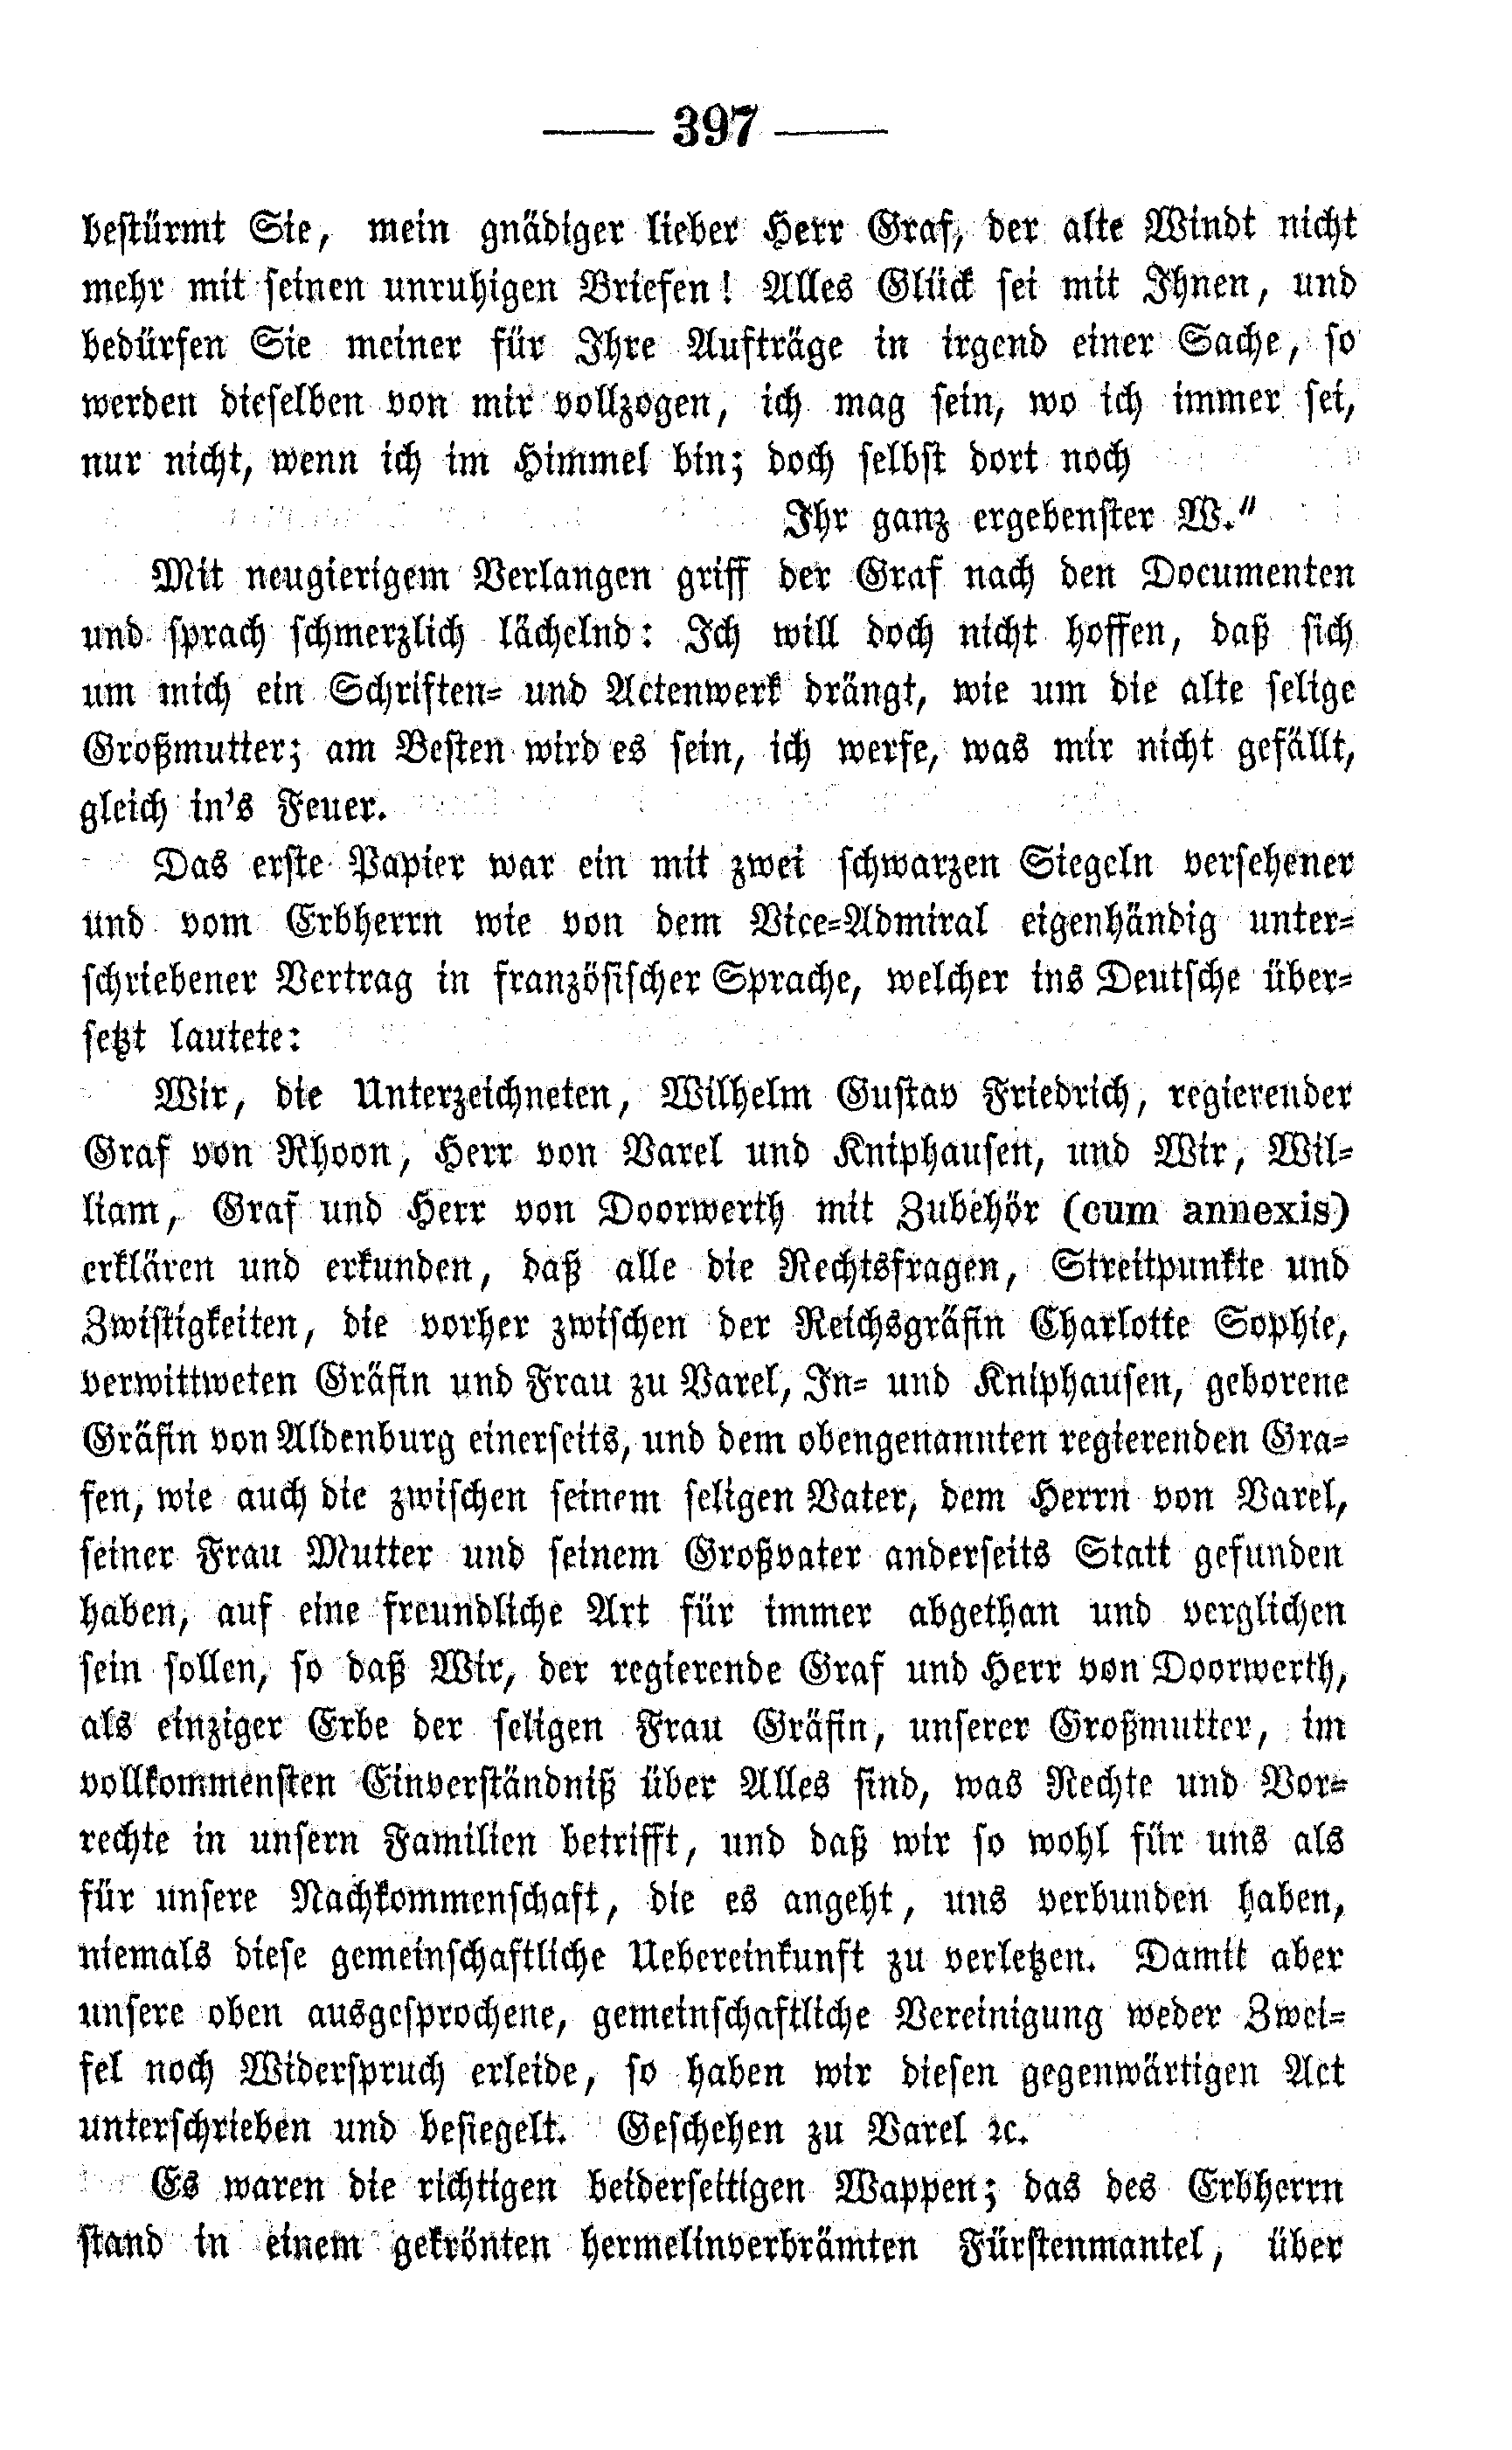 — 397 —
bestürmt Sie, mein gnädiger lieber Herr Graf, der alte Windt nicht
mehr mit seinen unruhigen Briefen! Alles Glück sei mit Ihnen, und
bedürfen Sie meiner für Ihre Aufträge in irgend einer Sache, so
werden dieselben von mir vollzogen, ich mag sein, wo ich immer sei,
nur nicht, wenn ich im Himmel bin; doch selbst dort noch
Ihr ganz ergebenster W.“
Mit neugierigem Verlangen griff der Graf nach den Documenten
und sprach schmerzlich lächelnd: Ich will doch nicht hoffen, daß sich
um mich ein Schriften- und Actenwerk drängt, wie um die alte selige
Großmutter; am Besten wird es sein, ich werfe, was mir nicht gefällt,
gleich in's Feuer.
Das erste Papier war ein mit zwei schwarzen Siegeln versehener
und vom Erbherrn wie von dem Vice-Admiral eigenhändig unter-
schriebener Vertrag in französischer Sprache, welcher ins Deutsche über-
setzt lautete:
Wir, die Unterzeichneten, Wilhelm Gustav Friedrich, regierender
Graf von Rhoon, Herr von Varel und Kniphausen, und Wir, Wil-
liam, Graf und Herr von Doorwerth mit Zubehör (cum annexis)
erklären und erkunden, daß alle die Rechtsfragen, Streitpunkte und
Zwistigkeiten, die vorher zwischen der Reichsgräfin Charlotte Sophie,
verwittweten Gräfin und Frau zu Varel, In- und Kniphausen, geborene
Gräfin von Aldenburg einerseits, und dem obengenannten regierenden Gra-
fen, wie auch die zwischen seinem seligen Vater, dem Herrn von Varel,
seiner Frau Mutter und seinem Großvater anderseits Statt gefunden
haben, auf eine freundliche Art für immer abgethan und verglichen
sein sollen, so daß Wir, der regierende Graf und Herr von Doorwerth,
als einziger Erbe der seligen Frau Gräfin, unserer Großmutter, im
vollkommensten Einverständniß über Alles sind, was Rechte und Vor-
rechte in unsern Familien betrifft, und daß wir so wohl für uns als
für unsere Nachkommenschaft, die es angeht, uns verbunden haben,
niemals diese gemeinschaftliche Uebereinkunft zu verletzen. Damit aber
unsere oben ausgesprochene, gemeinschaftliche Vereinigung weder Zwei-
fel noch Widerspruch erleide, so haben wir diesen gegenwärtigen Act
unterschrieben und besiegelt. Geschehen zu Varel ꝛc.
Es waren die richtigen beiderseitigen Wappen; das des Erbherrn
stand in einem gekrönten hermelinverbrämten Fürstenmantel, über